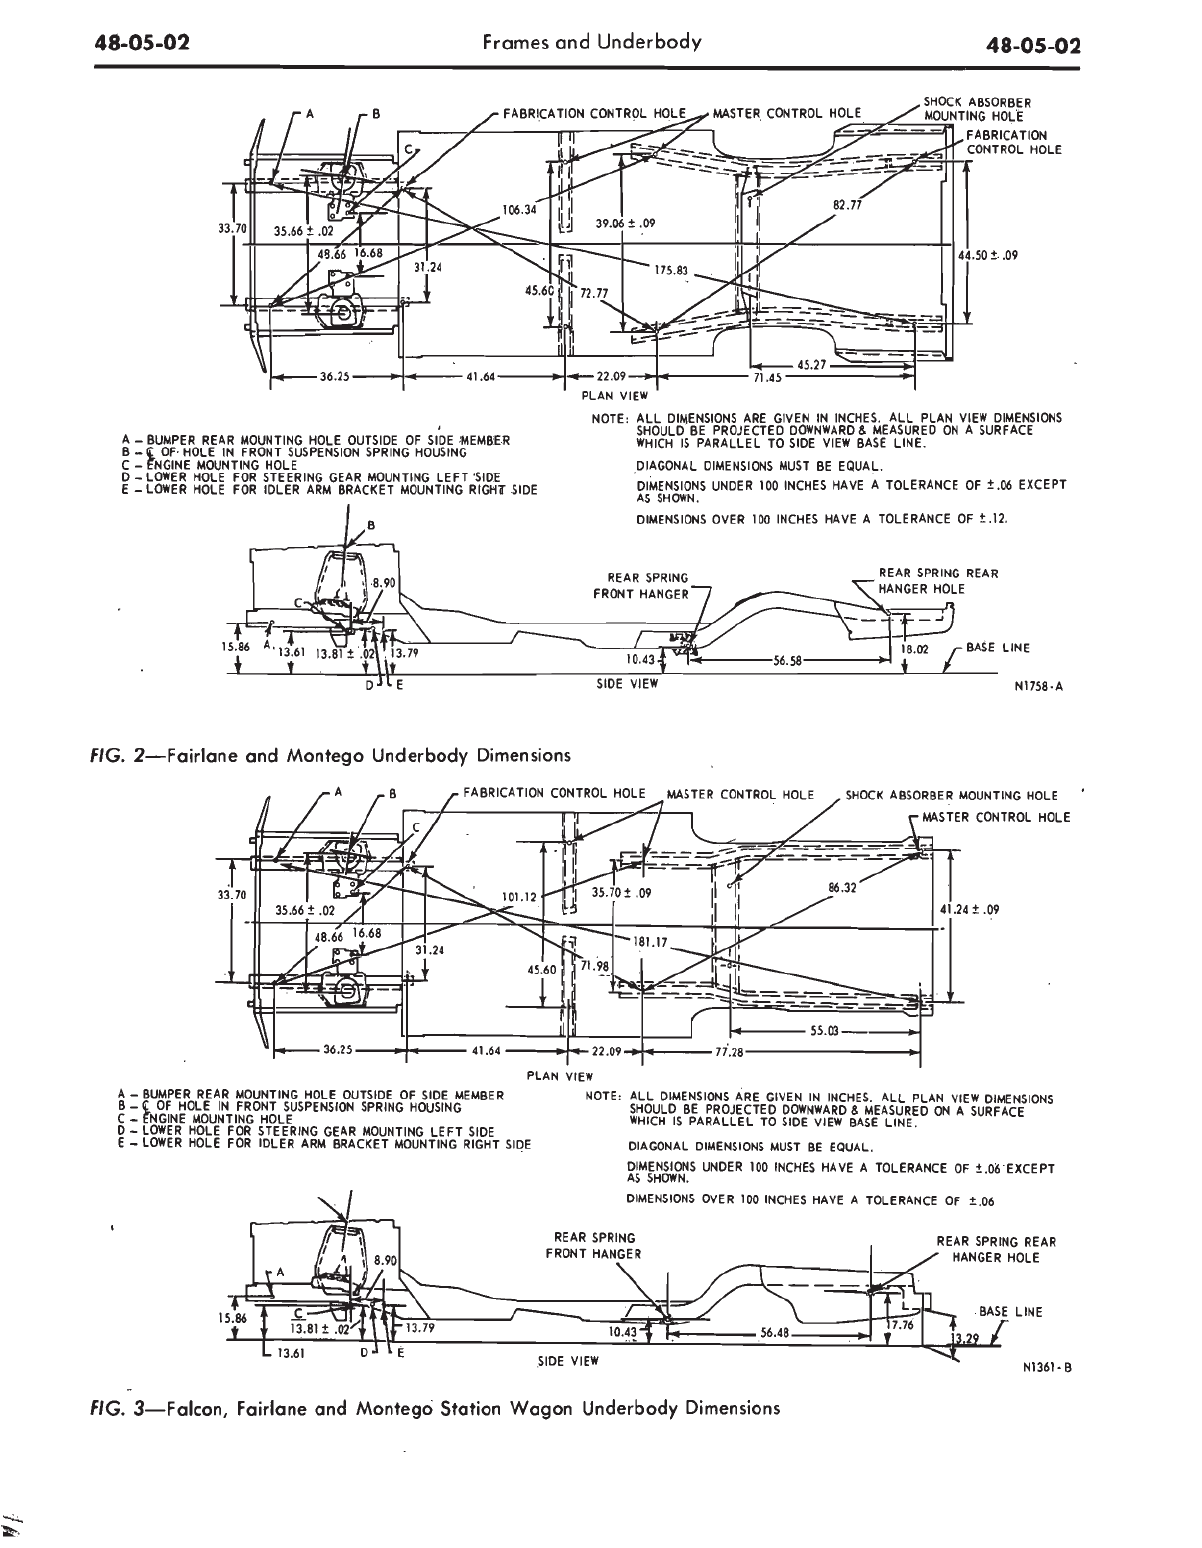 48-05-02 Frames and Underbody 48-05-02
A
B
FABRICATION CONTROL HOLE
MASTER CONTROL HOLE
SHOCK ABSORBER
MOUNTING HOLE
FABRICATION
CONTROL HOLE
C
106.34
82.77
33.70
35.66 ± .02
39.06 ± .09
48.66
16.68
31.24
175.83
44.50 ± .09
45.60
72.77
45.27
36.25
41.64
22.09
71.45
PLAN VIEW
A – BUMPER REAR MOUNTING HOLE OUTSIDE OF SIDE MEMBER
B – ℄ OF HOLE IN FRONT SUSPENSION SPRING HOUSING
C – ENGINE MOUNTING HOLE
D – LOWER HOLE FOR STEERING GEAR MOUNTING LEFT SIDE
E – LOWER HOLE FOR IDLER ARM BRACKET MOUNTING RIGHT SIDE
NOTE: ALL DIMENSIONS ARE GIVEN IN INCHES. ALL PLAN VIEW DIMENSIONS
SHOULD BE PROJECTED DOWNWARD & MEASURED ON A SURFACE
WHICH IS PARALLEL TO SIDE VIEW BASE LINE.
DIAGONAL DIMENSIONS MUST BE EQUAL.
DIMENSIONS UNDER 100 INCHES HAVE A TOLERANCE OF ±.06 EXCEPT
AS SHOWN.
DIMENSIONS OVER 100 INCHES HAVE A TOLERANCE OF ±.12.
B
REAR SPRING
FRONT HANGER
REAR SPRING REAR
HANGER HOLE
8.90
C
15.86
A
13.61
13.81 ± .02
13.79
10.43
56.58
18.02
BASE LINE
D
E
SIDE VIEW
N1758-A
FIG. 2—Fairlane and Montego Underbody Dimensions
A
B
FABRICATION CONTROL HOLE
MASTER CONTROL HOLE
SHOCK ABSORBER MOUNTING HOLE
MASTER CONTROL HOLE
C
33.70
35.66 ± .02
101.12
35.70 ± .09
86.32
41.24 ± .09
48.66
16.68
31.24
181.17
45.60
71.98
55.03
36.25
41.64
22.09
77.28
PLAN VIEW
A – BUMPER REAR MOUNTING HOLE OUTSIDE OF SIDE MEMBER
B – ℄ OF HOLE IN FRONT SUSPENSION SPRING HOUSING
C – ENGINE MOUNTING HOLE
D – LOWER HOLE FOR STEERING GEAR MOUNTING LEFT SIDE
E – LOWER HOLE FOR IDLER ARM BRACKET MOUNTING RIGHT SIDE
NOTE: ALL DIMENSIONS ARE GIVEN IN INCHES. ALL PLAN VIEW DIMENSIONS
SHOULD BE PROJECTED DOWNWARD & MEASURED ON A SURFACE
WHICH IS PARALLEL TO SIDE VIEW BASE LINE.
DIAGONAL DIMENSIONS MUST BE EQUAL.
DIMENSIONS UNDER 100 INCHES HAVE A TOLERANCE OF ±.06 EXCEPT
AS SHOWN.
DIMENSIONS OVER 100 INCHES HAVE A TOLERANCE OF ±.06
REAR SPRING
FRONT HANGER
REAR SPRING REAR
HANGER HOLE
8.90
A
15.86
C
13.81 ± .02
13.79
10.43
56.48
17.76
BASE LINE
13.29
13.61
D
E
SIDE VIEW
N1361-B
FIG. 3—Falcon, Fairlane and Montego Station Wagon Underbody Dimensions